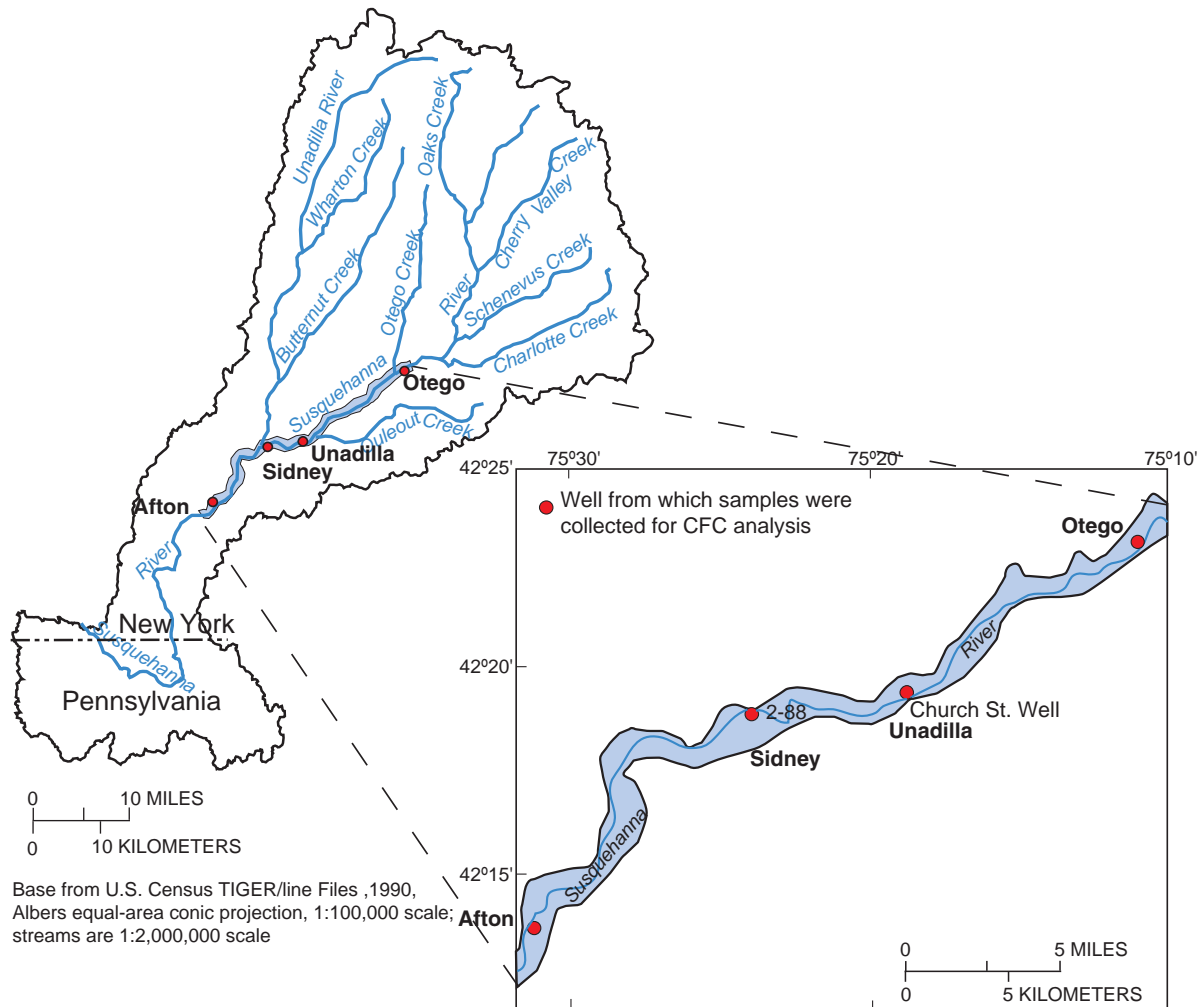 Unadilla River
Wharton Creek
Butternut Creek
Otego Creek
Oaks Creek
Cherry Valley Creek
River
Schenevus Creek
Charlotte Creek
Susquehanna
Otego
Ouleout Creek
Unadilla
Sidney
Afton
River
New York
Susquehanna
Pennsylvania
0 10 MILES
0 10 KILOMETERS
Base from U.S. Census TIGER/line Files ,1990,
Albers equal-area conic projection, 1:100,000 scale;
streams are 1:2,000,000 scale
75º30' 75º20' 75º10'
42º25'
Well from which samples were
collected for CFC analysis
Otego
River
42º20'
2-88
Church St. Well
Unadilla
Sidney
Susquehanna
42º15'
Afton
0 5 MILES
0 5 KILOMETERS